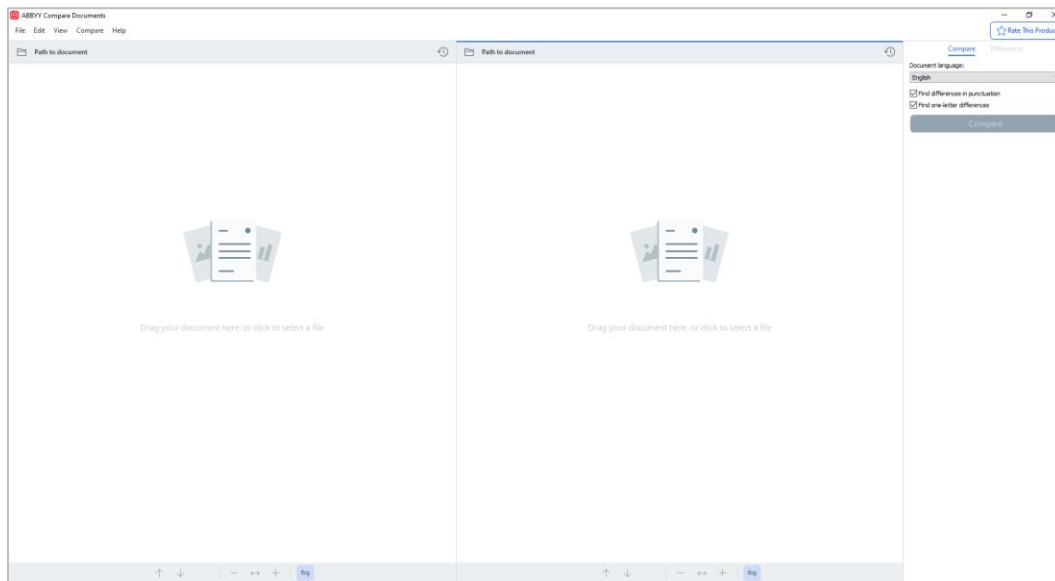 ABBYY Compare Documents
File Edit View Compare Help
Rate This Produc
Path to document
Path to document
Compare Differences
Document language:
English
Find differences in punctuation
Find one-letter differences
Compare
Drag your document here, or click to select a file
Drag your document here, or click to select a file